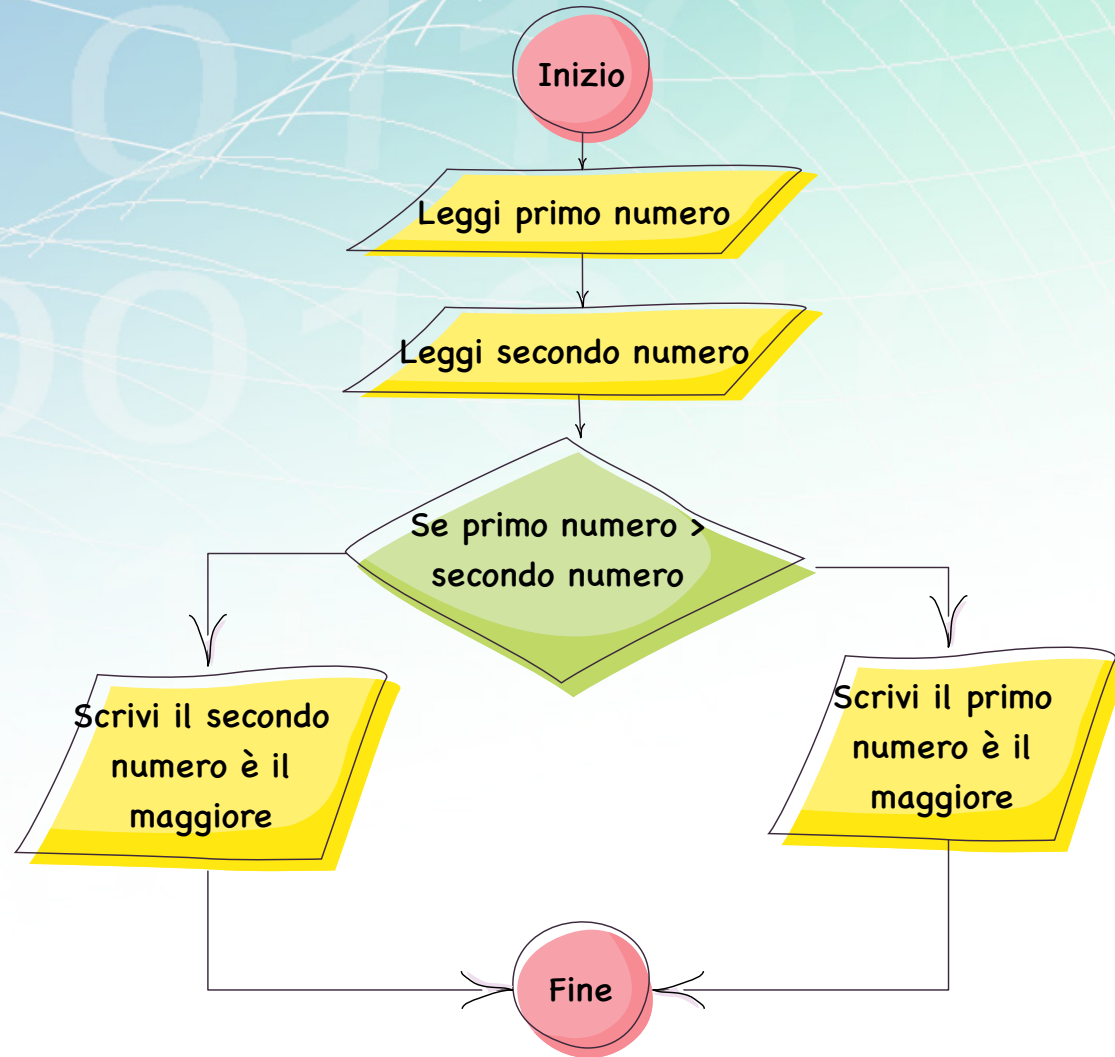 Inizio
Leggi primo numero
Leggi secondo numero
Se primo numero >
secondo numero
Scrivi il secondo
numero è il
maggiore
Scrivi il primo
numero è il
maggiore
Fine